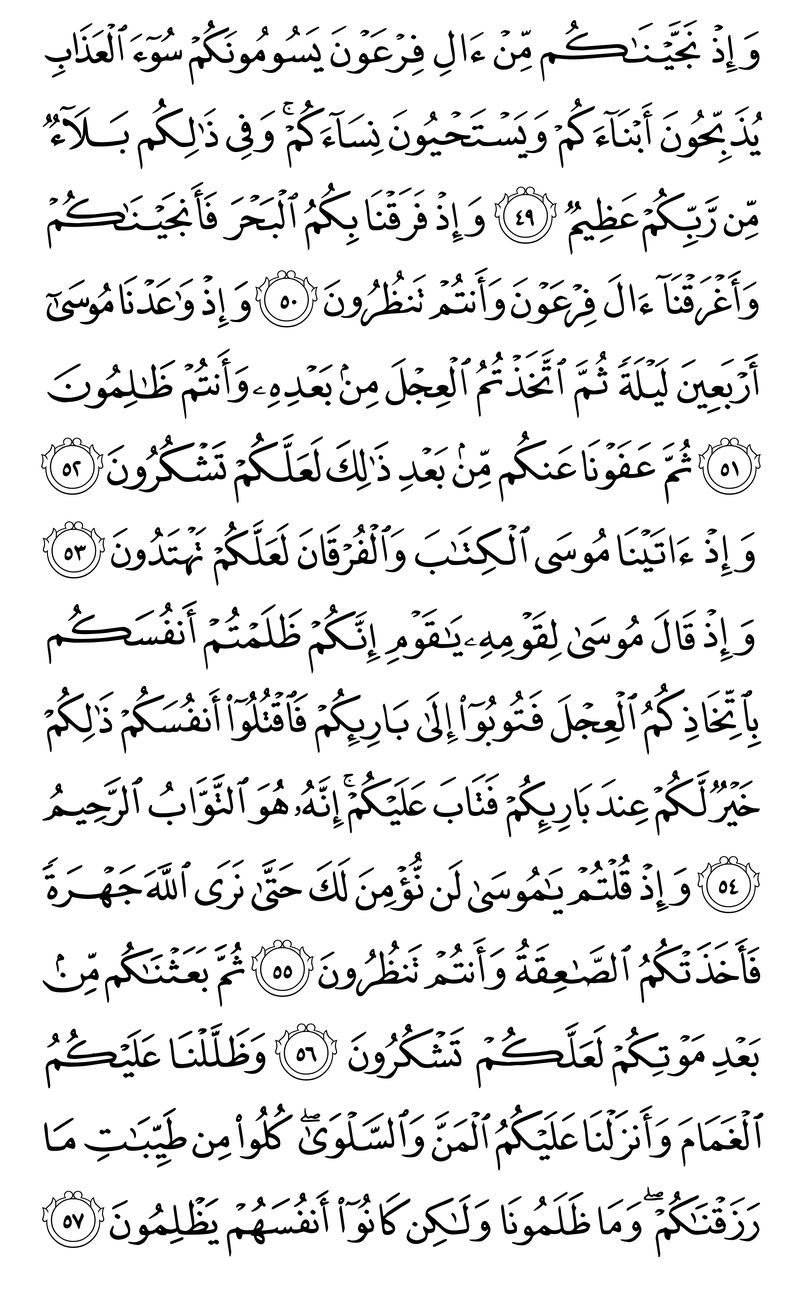 وَإِذْ نَجَّيْنَـٰكُم مِّنْ ءَالِ فِرْعَوْنَ يَسُومُونَكُمْ سُوٓءَ ٱلْعَذَابِ
يُذَبِّحُونَ أَبْنَآءَكُمْ وَيَسْتَحْيُونَ نِسَآءَكُمْ ۚ وَفِى ذَٰلِكُم بَلَآءٌ
مِّن رَّبِّكُمْ عَظِيمٌ ٤٩ وَإِذْ فَرَقْنَا بِكُمُ ٱلْبَحْرَ فَأَنجَيْنَـٰكُمْ
وَأَغْرَقْنَآ ءَالَ فِرْعَوْنَ وَأَنتُمْ تَنظُرُونَ ٥٠ وَإِذْ وَٰعَدْنَا مُوسَىٰٓ
أَرْبَعِينَ لَيْلَةً ثُمَّ ٱتَّخَذْتُمُ ٱلْعِجْلَ مِنۢ بَعْدِهِۦ وَأَنتُمْ ظَـٰلِمُونَ
٥١ ثُمَّ عَفَوْنَا عَنكُم مِّنۢ بَعْدِ ذَٰلِكَ لَعَلَّكُمْ تَشْكُرُونَ ٥٢
وَإِذْ ءَاتَيْنَا مُوسَى ٱلْكِتَـٰبَ وَٱلْفُرْقَانَ لَعَلَّكُمْ تَهْتَدُونَ ٥٣
وَإِذْ قَالَ مُوسَىٰ لِقَوْمِهِۦ يَـٰقَوْمِ إِنَّكُمْ ظَلَمْتُمْ أَنفُسَكُم
بِٱتِّخَاذِكُمُ ٱلْعِجْلَ فَتُوبُوٓا۟ إِلَىٰ بَارِئِكُمْ فَٱقْتُلُوٓا۟ أَنفُسَكُمْ ذَٰلِكُمْ
خَيْرٌ لَّكُمْ عِندَ بَارِئِكُمْ فَتَابَ عَلَيْكُمْ ۚ إِنَّهُۥ هُوَ ٱلتَّوَّابُ ٱلرَّحِيمُ
٥٤ وَإِذْ قُلْتُمْ يَـٰمُوسَىٰ لَن نُّؤْمِنَ لَكَ حَتَّىٰ نَرَى ٱللَّهَ جَهْرَةً
فَأَخَذَتْكُمُ ٱلصَّـٰعِقَةُ وَأَنتُمْ تَنظُرُونَ ٥٥ ثُمَّ بَعَثْنَـٰكُم مِّنۢ
بَعْدِ مَوْتِكُمْ لَعَلَّكُمْ تَشْكُرُونَ ٥٦ وَظَلَّلْنَا عَلَيْكُمُ
ٱلْغَمَامَ وَأَنزَلْنَا عَلَيْكُمُ ٱلْمَنَّ وَٱلسَّلْوَىٰ ۖ كُلُوا۟ مِن طَيِّبَـٰتِ مَا
رَزَقْنَـٰكُمْ ۖ وَمَا ظَلَمُونَا وَلَـٰكِن كَانُوٓا۟ أَنفُسَهُمْ يَظْلِمُونَ ٥٧